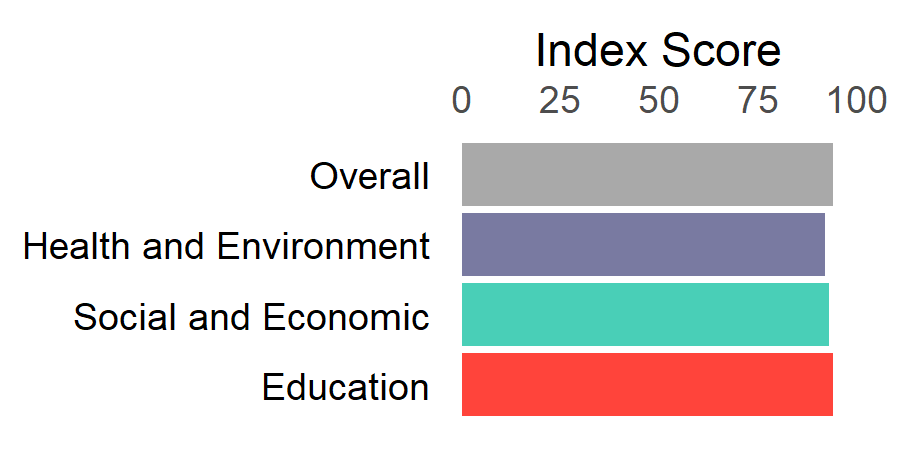 Index Score
0 25 50 75 100
Overall
Health and Environment
Social and Economic
Education